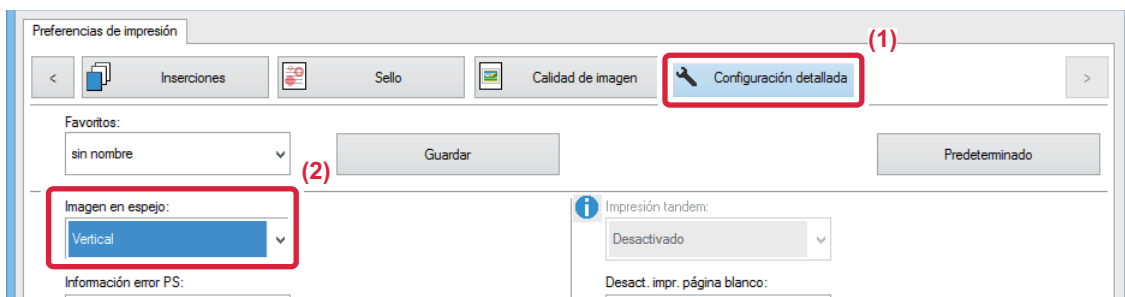 Preferencias de impresión
(1)
< Inserciones Sello Calidad de imagen Configuración detallada >
Favoritos:
sin nombre Guardar Predeterminado
(2)
Imagen en espejo: Impresión tandem:
Vertical Desactivado
Información error PS: Desact. impr. página blanco: